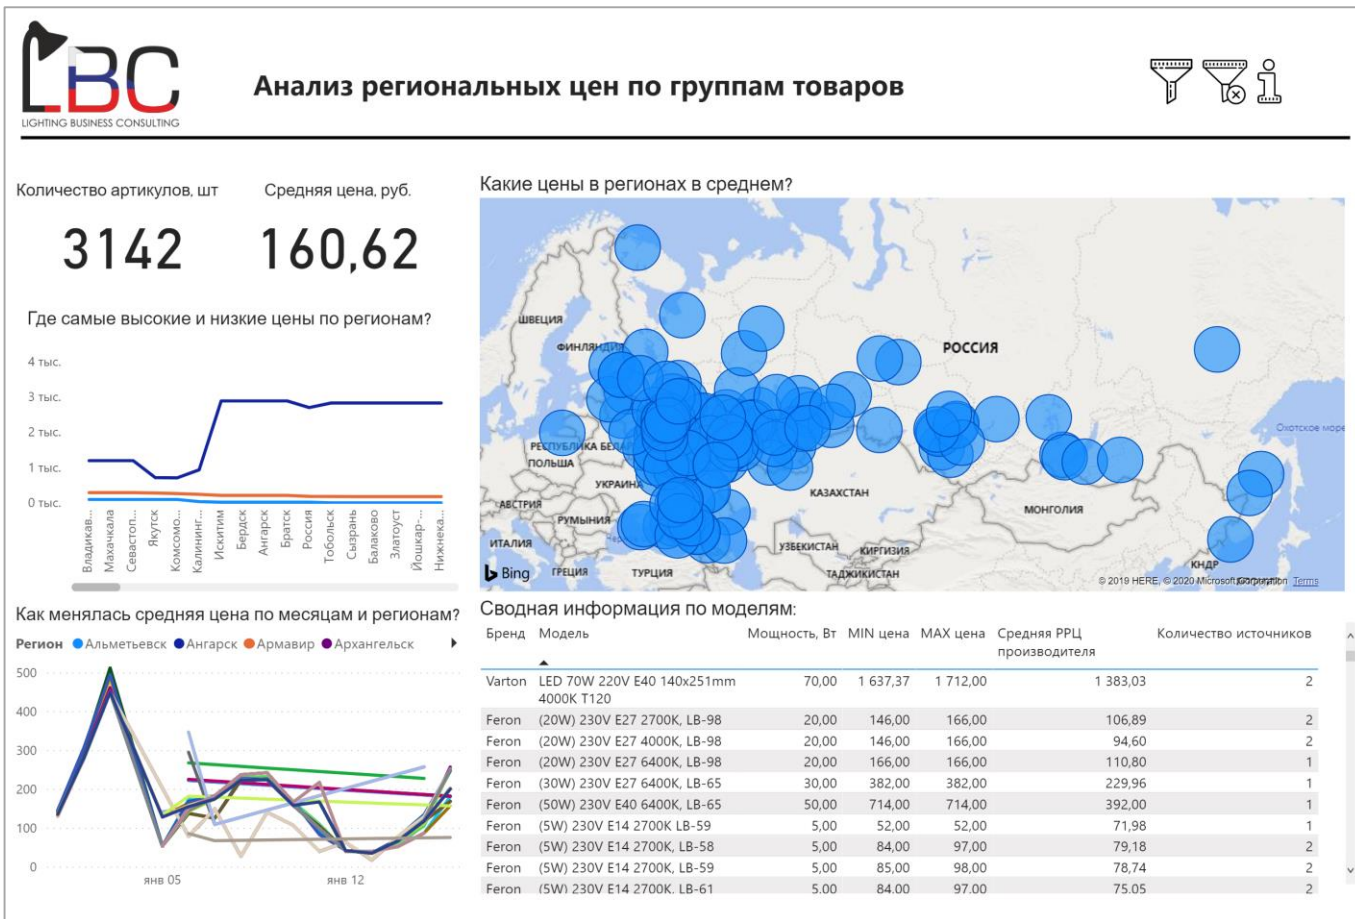 LBC
LIGHTING BUSINESS CONSULTING
Анализ региональных цен по группам товаров
Количество артикулов, шт
Средняя цена, руб.
3142
160,62
Где самые высокие и низкие цены по регионам?
4 тыс.
3 тыс.
2 тыс.
1 тыс.
0 тыс.
Владикав...
Махачкала
Севастоп...
Якутск
Комсомо...
Калининг...
Искитим
Бердск
Ангарск
Братск
Россия
Тобольск
Сызрань
Балаково
Златоуст
Йошкар-...
Нижнека...
Как менялась средняя цена по месяцам и регионам?
Регион Альметьевск Ангарск Армавир Архангельск
500
400
300
200
100
0
янв 05
янв 12
Какие цены в регионах в среднем?
ШВЕЦИЯ
РОССИЯ
Охотское море
ПОЛЬША
КАЗАХСТАН
АВСТРИЯ
РУМЫНИЯ
МОНГОЛИЯ
ИТАЛИЯ
УЗБЕКИСТАН
КИРГИЗИЯ
КНДР
Bing
ГРЕЦИЯ
ТУРЦИЯ
ТАДЖИКИСТАН
© 2019 HERE, © 2020 Microsoft Corporation Terms
Сводная информация по моделям:
Бренд Модель Мощность, Вт MIN цена MAX цена Средняя РРЦ Количество источников
производителя
Varton LED 70W 220V E40 140x251mm 70,00 1 637,37 1 712,00 1 383,03 2
4000K T120
Feron (20W) 230V E27 2700K, LB-98 20,00 146,00 166,00 106,89 2
Feron (20W) 230V E27 4000K, LB-98 20,00 146,00 166,00 94,60 2
Feron (20W) 230V E27 6400K, LB-98 20,00 166,00 166,00 110,80 1
Feron (30W) 230V E27 6400K, LB-65 30,00 382,00 382,00 229,96 1
Feron (50W) 230V E40 6400K, LB-65 50,00 714,00 714,00 392,00 1
Feron (5W) 230V E14 2700K LB-59 5,00 52,00 52,00 71,98 1
Feron (5W) 230V E14 2700K, LB-58 5,00 84,00 97,00 79,18 2
Feron (5W) 230V E14 2700K, LB-59 5,00 85,00 98,00 78,74 2
Feron (5W) 230V E14 2700K, LB-61 5,00 84,00 97,00 75,05 2